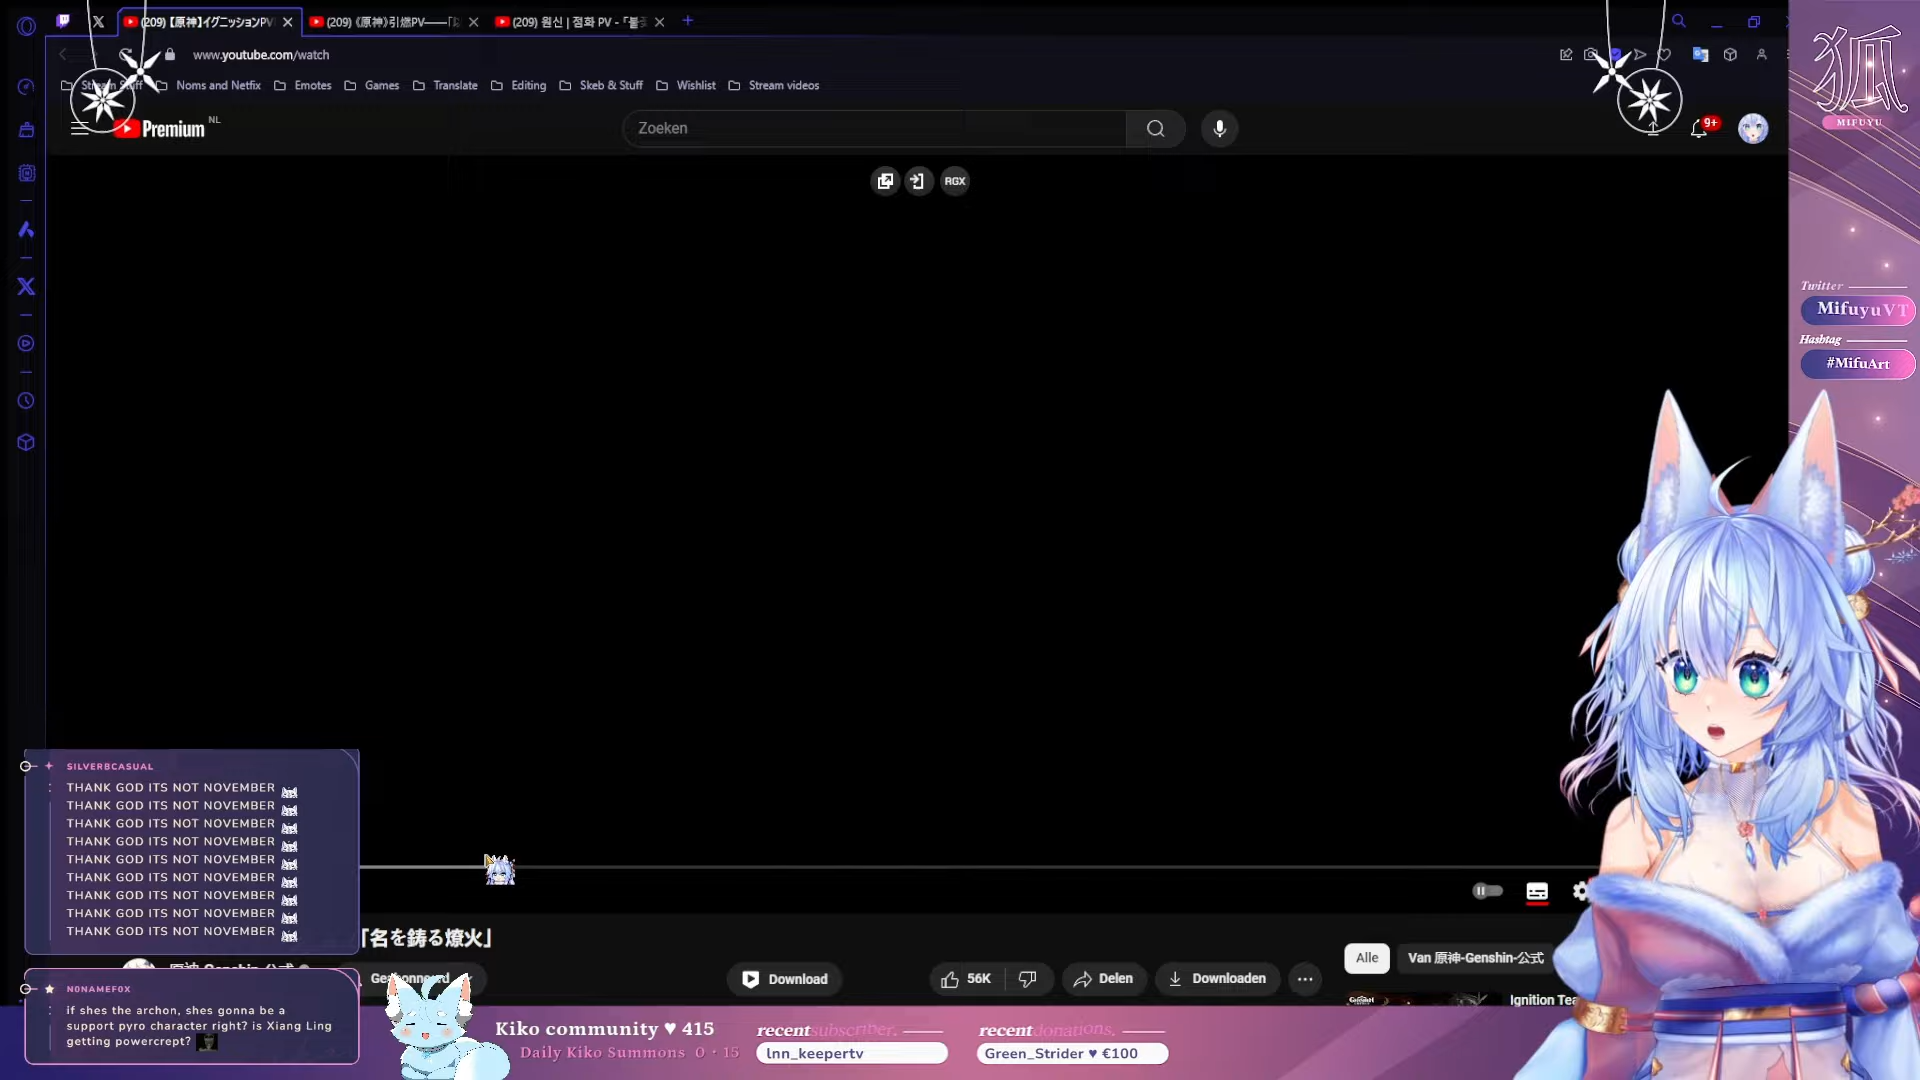 (209)【原神】イグニッションPV
(209)《原神》引燃PV——「以
(209) 원신 | 점화 PV - 「불
www.youtube.com/watch
Stream Stuff
Noms and Netfix
Emotes
Games
Translate
Editing
Skeb & Stuff
Wishlist
Stream videos
Premium NL
Zoeken
9+
RGX
狐
MIFUYU
Twitter
MifuyuVT
Hashtag
#MifuArt
SILVERBCASUAL
THANK GOD ITS NOT NOVEMBER
THANK GOD ITS NOT NOVEMBER
THANK GOD ITS NOT NOVEMBER
THANK GOD ITS NOT NOVEMBER
THANK GOD ITS NOT NOVEMBER
THANK GOD ITS NOT NOVEMBER
THANK GOD ITS NOT NOVEMBER
THANK GOD ITS NOT NOVEMBER
THANK GOD ITS NOT NOVEMBER
「名を鋳る燎火」
Download
56K
Delen
Downloaden
Alle
Van 原神-Genshin-公式
Ignition Tea
N0NAMEF0X
if shes the archon, shes gonna be a
support pyro character right? is Xiang Ling
getting powercrept?
Kiko community ♥ 415
Daily Kiko Summons 0 · 15
recent subscriber.
lnn_keepertv
recent donations.
Green_Strider ♥ €100